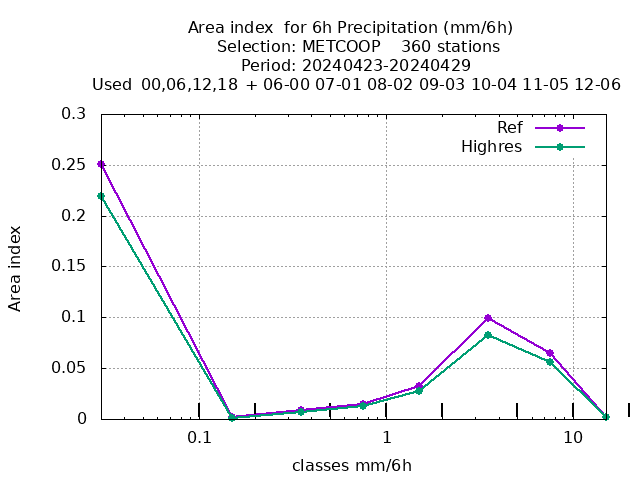 Area index  for 6h Precipitation (mm/6h)
Selection: METCOOP    360 stations
Period: 20240423-20240429
Used  00,06,12,18  + 06-00 07-01 08-02 09-03 10-04 11-05 12-06
0.3
Ref
Highres
0.25
0.2
0.15
0.1
0.05
0
Area index
0.1
1
10
classes mm/6h